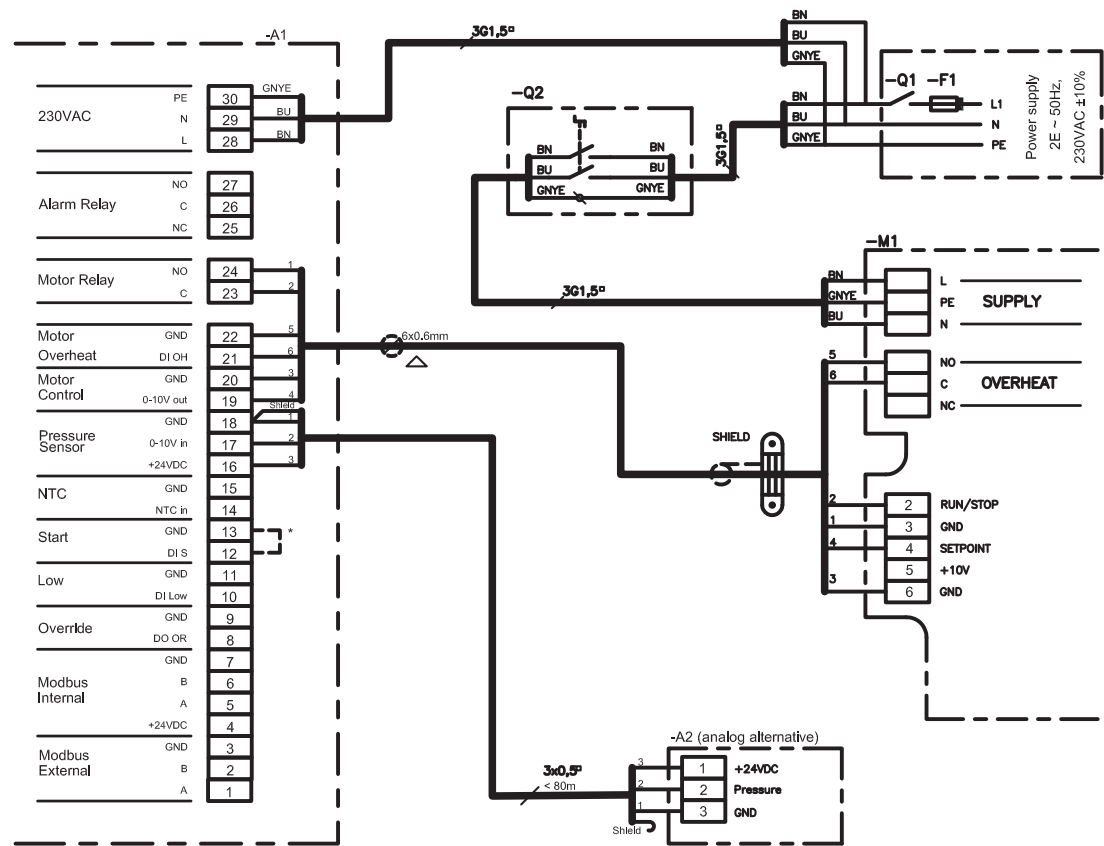 -A1
3G1,5
BN
BU
GNYE
230VAC
PE 30 GNYE
N 29 BU
L 28 BN
-Q1 -F1
BN
BU
GNYE
L1
N
PE
Power supply
2E ~ 50Hz,
230VAC ±10%
-Q2
BN BN
BU BU
GNYE GNYE
3G1,5
Alarm Relay
NO 27
C 26
NC 25
Motor Relay
NO 24 1
C 23 2
3G1,5
-M1
BN L
GNYE PE SUPPLY
BU N
Motor
Overheat
GND 22 5
DI OH 21 6
6x0.6mm
Motor
Control
GND 20 3
0-10V out 19 4
5 NO
6 C OVERHEAT
NC
Pressure
Sensor
Shield
GND 18 1
0-10V in 17 2
+24VDC 16 3
SHIELD
NTC
GND 15
NTC in 14
Start
GND 13 *
DI S 12
2 2 RUN/STOP
1 3 GND
4 4 SETPOINT
5 +10V
3 6 GND
Low
GND 11
DI Low 10
Override
GND 9
DO OR 8
Modbus
Internal
GND 7
B 6
A 5
+24VDC 4
Modbus
External
GND 3
B 2
A 1
-A2 (analog alternative)
3x0,5
< 80m
3 1 +24VDC
2 2 Pressure
1 3 GND
Shield